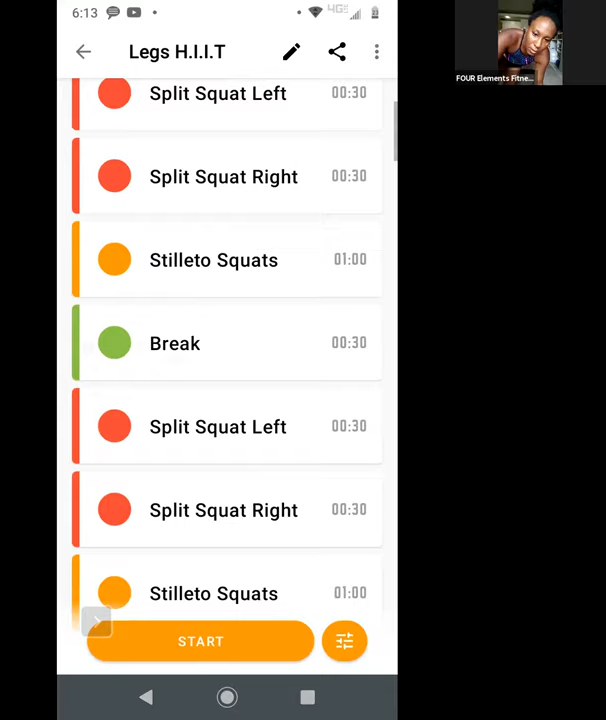 6:13
4G
Legs H.I.I.T
Split Squat Left 00:30
Split Squat Right 00:30
Stilleto Squats 01:00
Break 00:30
Split Squat Left 00:30
Split Squat Right 00:30
Stilleto Squats 01:00
START
FOUR Elements Fitne...